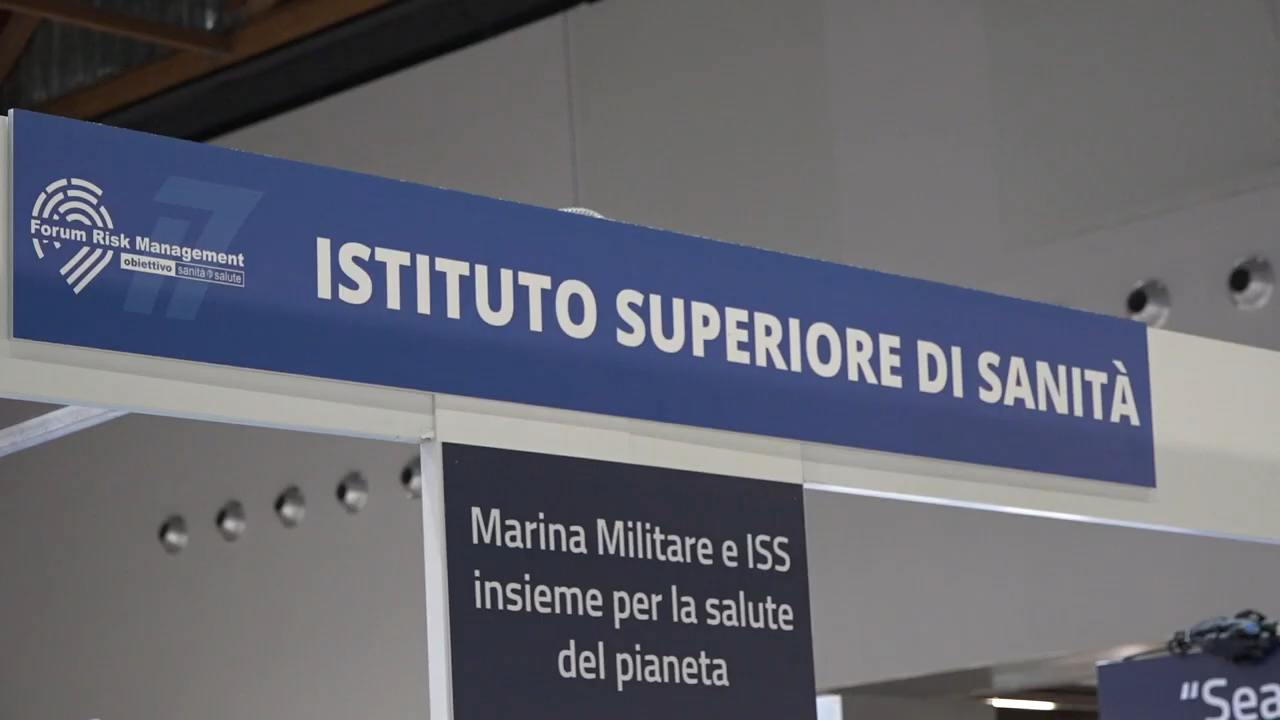 17
Forum Risk Management
obiettivo sanità salute
ISTITUTO SUPERIORE DI SANITÀ
Marina Militare e ISS
insieme per la salute
del pianeta
"Sea